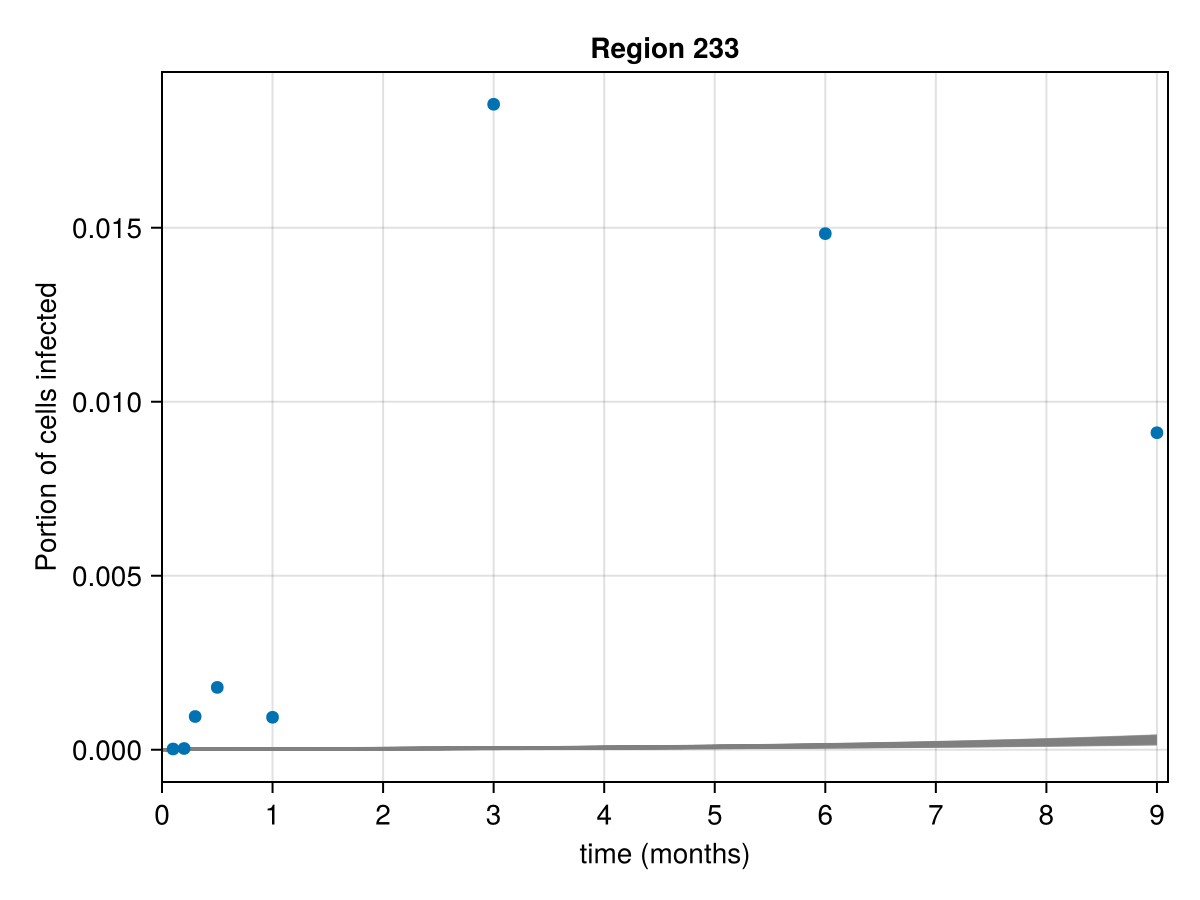 Region 233
Portion of cells infected
0.015
0.010
0.005
0.000
0 1 2 3 4 5 6 7 8 9
time (months)